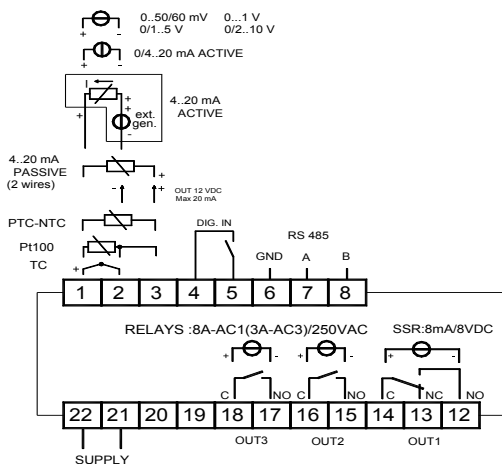 0..50/60 mV 0...1 V
0/1..5 V 0/2..10 V
+ -
0/4..20 mA ACTIVE
+ -
I
+
+
4..20 mA
ACTIVE
ext.
gen.
+
-
4..20 mA
PASSIVE
(2 wires)
+
- +
OUT 12 VDC
Max 20 mA
PTC-NTC
DIG. IN
RS 485
Pt100
GND A B
TC
+ -
1 2 3 4 5 6 7 8
RELAYS :8A-AC1(3A-AC3)/250VAC SSR:8mA/8VDC
+ - + - + -
C NO C NO C NC NO
22 21 20 19 18 17 16 15 14 13 12
OUT3 OUT2 OUT1
SUPPLY